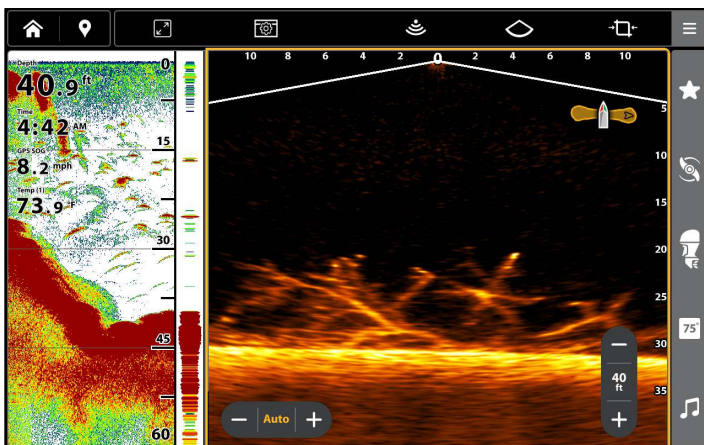 10 8 6 4 2 0 2 4 6 8 10
Depth
40.9 ft
Time
4:42 AM
GPS SOG
8.2 mph
Temp (1)
73.9 °F
0
15
30
45
60
5
10
15
20
25
30
35
− Auto +
−
40
ft
+
75°